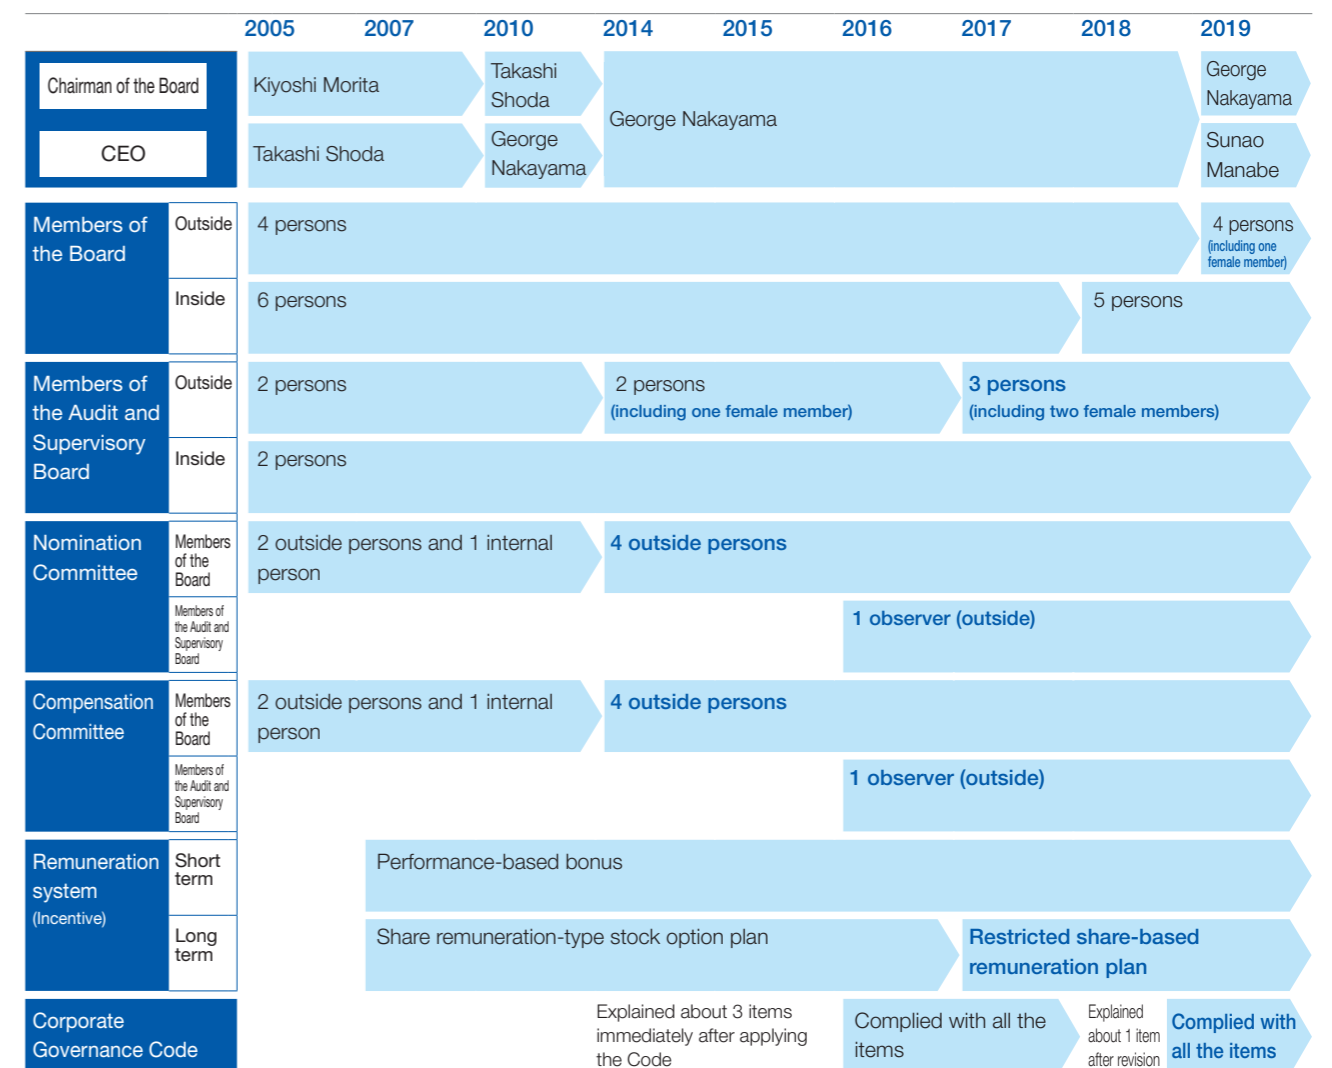 2005 2007 2010 2014 2015 2016 2017 2018 2019
Chairman of the Board
Kiyoshi Morita
Takashi
Shoda
George Nakayama
George
Nakayama
CEO
Takashi Shoda
George
Nakayama
Sunao
Manabe
Members of
the Board
Outside
4 persons
4 persons
(including one
female member)
Inside
6 persons
5 persons
Members of
the Audit and
Supervisory
Board
Outside
2 persons
2 persons
(including one female member)
3 persons
(including two female members)
Inside
2 persons
Nomination
Committee
Members
of the
Board
2 outside persons and 1 internal
person
4 outside persons
Members of
the Audit and
Supervisory
Board
1 observer (outside)
Compensation
Committee
Members
of the
Board
2 outside persons and 1 internal
person
4 outside persons
Members of
the Audit and
Supervisory
Board
1 observer (outside)
Remuneration
system
(Incentive)
Short
term
Performance-based bonus
Long
term
Share remuneration-type stock option plan
Restricted share-based
remuneration plan
Corporate
Governance Code
Explained about 3 items
immediately after applying
the Code
Complied with all the
items
Explained
about 1 item
after revision
Complied with
all the items